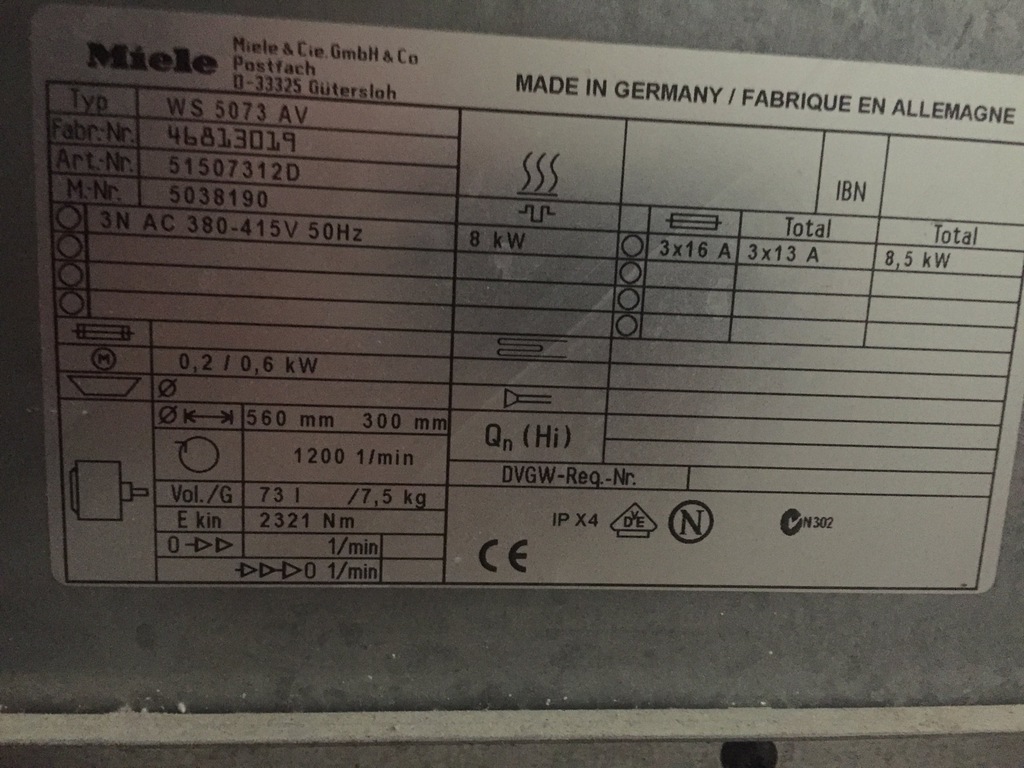 Miele
Miele & Cie. GmbH & Co
Postfach
D-33325 Gütersloh
MADE IN GERMANY / FABRIQUE EN ALLEMAGNE
Typ WS 5073 AV
Fabr.-Nr. 46813019
Art.-Nr. 51507312D
M.-Nr. 5038190
IBN
3N AC 380-415V 50Hz
8 kW
Total
Total
3x16 A 3x13 A 8,5 kW
M 0,2 / 0,6 kW
Ø
Ø 560 mm 300 mm
1200 1/min
Qn (Hi)
DVGW-Reg.-Nr.
Vol./G 73 l /7,5 kg
E kin 2321 Nm
0 1/min
0 1/min
IP X4 DVE N N302
CE